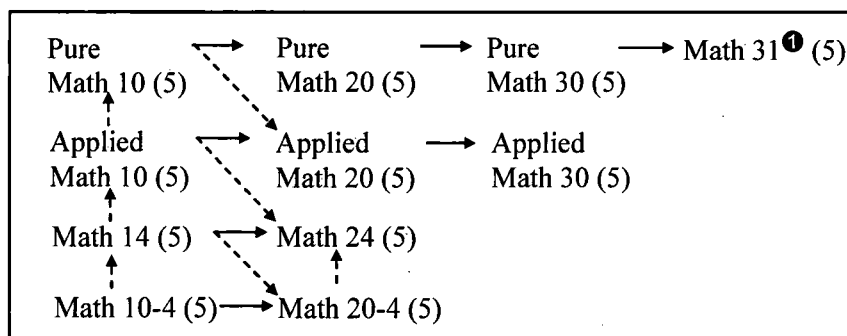 Pure Pure Pure Math 31❶ (5)
Math 10 (5) Math 20 (5) Math 30 (5)
Applied Applied Applied
Math 10 (5) Math 20 (5) Math 30 (5)
Math 14 (5) Math 24 (5)
Math 10-4 (5) Math 20-4 (5)